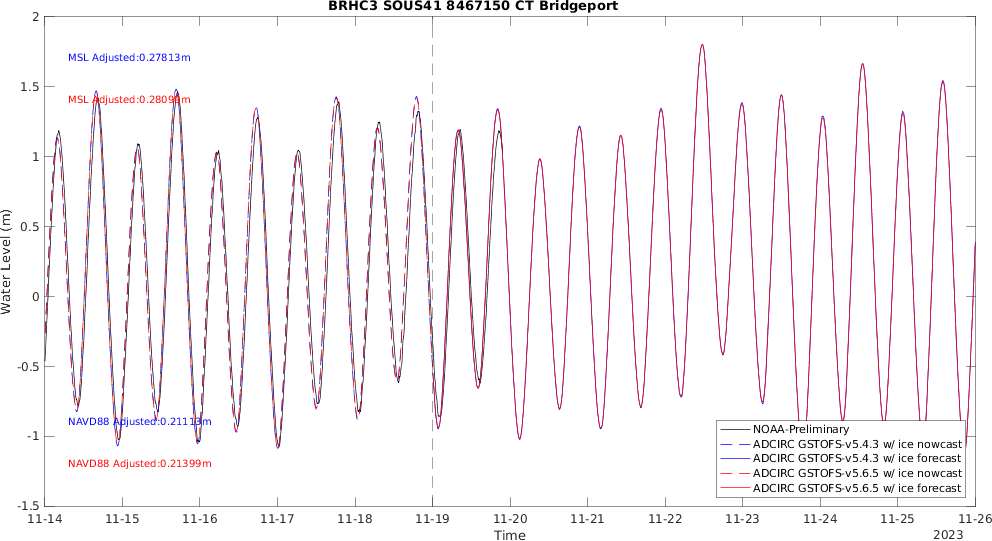 BRHC3 SOUS41 8467150 CT Bridgeport
2
1.5
1
0.5
0
-0.5
-1
-1.5
Water Level (m)
MSL Adjusted:0.27813m
MSL Adjusted:0.28095m
NAVD88 Adjusted:0.21113m
NAVD88 Adjusted:0.21399m
NOAA-Preliminary
ADCIRC GSTOFS-v5.4.3 w/ ice nowcast
ADCIRC GSTOFS-v5.4.3 w/ ice forecast
ADCIRC GSTOFS-v5.6.5 w/ ice nowcast
ADCIRC GSTOFS-v5.6.5 w/ ice forecast
11-14 11-15 11-16 11-17 11-18 11-19 11-20 11-21 11-22 11-23 11-24 11-25 11-26
Time
2023